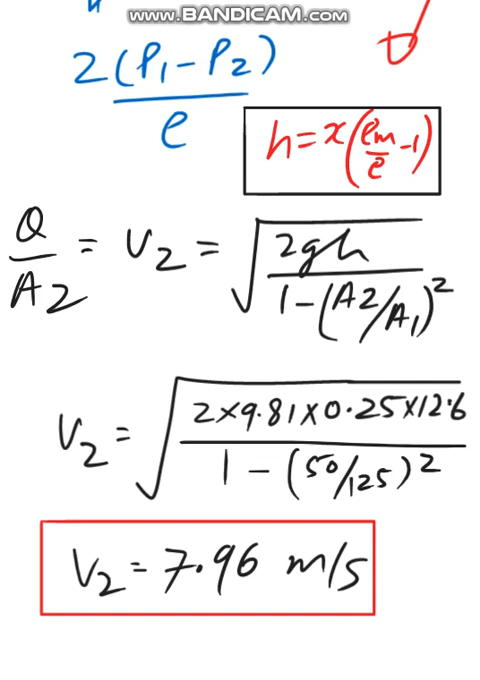 www.BANDICAM.com
2(P1-P2)
/e
h=x(em/e-1)
Q/A2 = V2 = √(2gh/(1-(A2/A1)²))
V2 = √(2×9.81×0.25×12.6/(1-(50/125)²))
V2=7.96 m/s